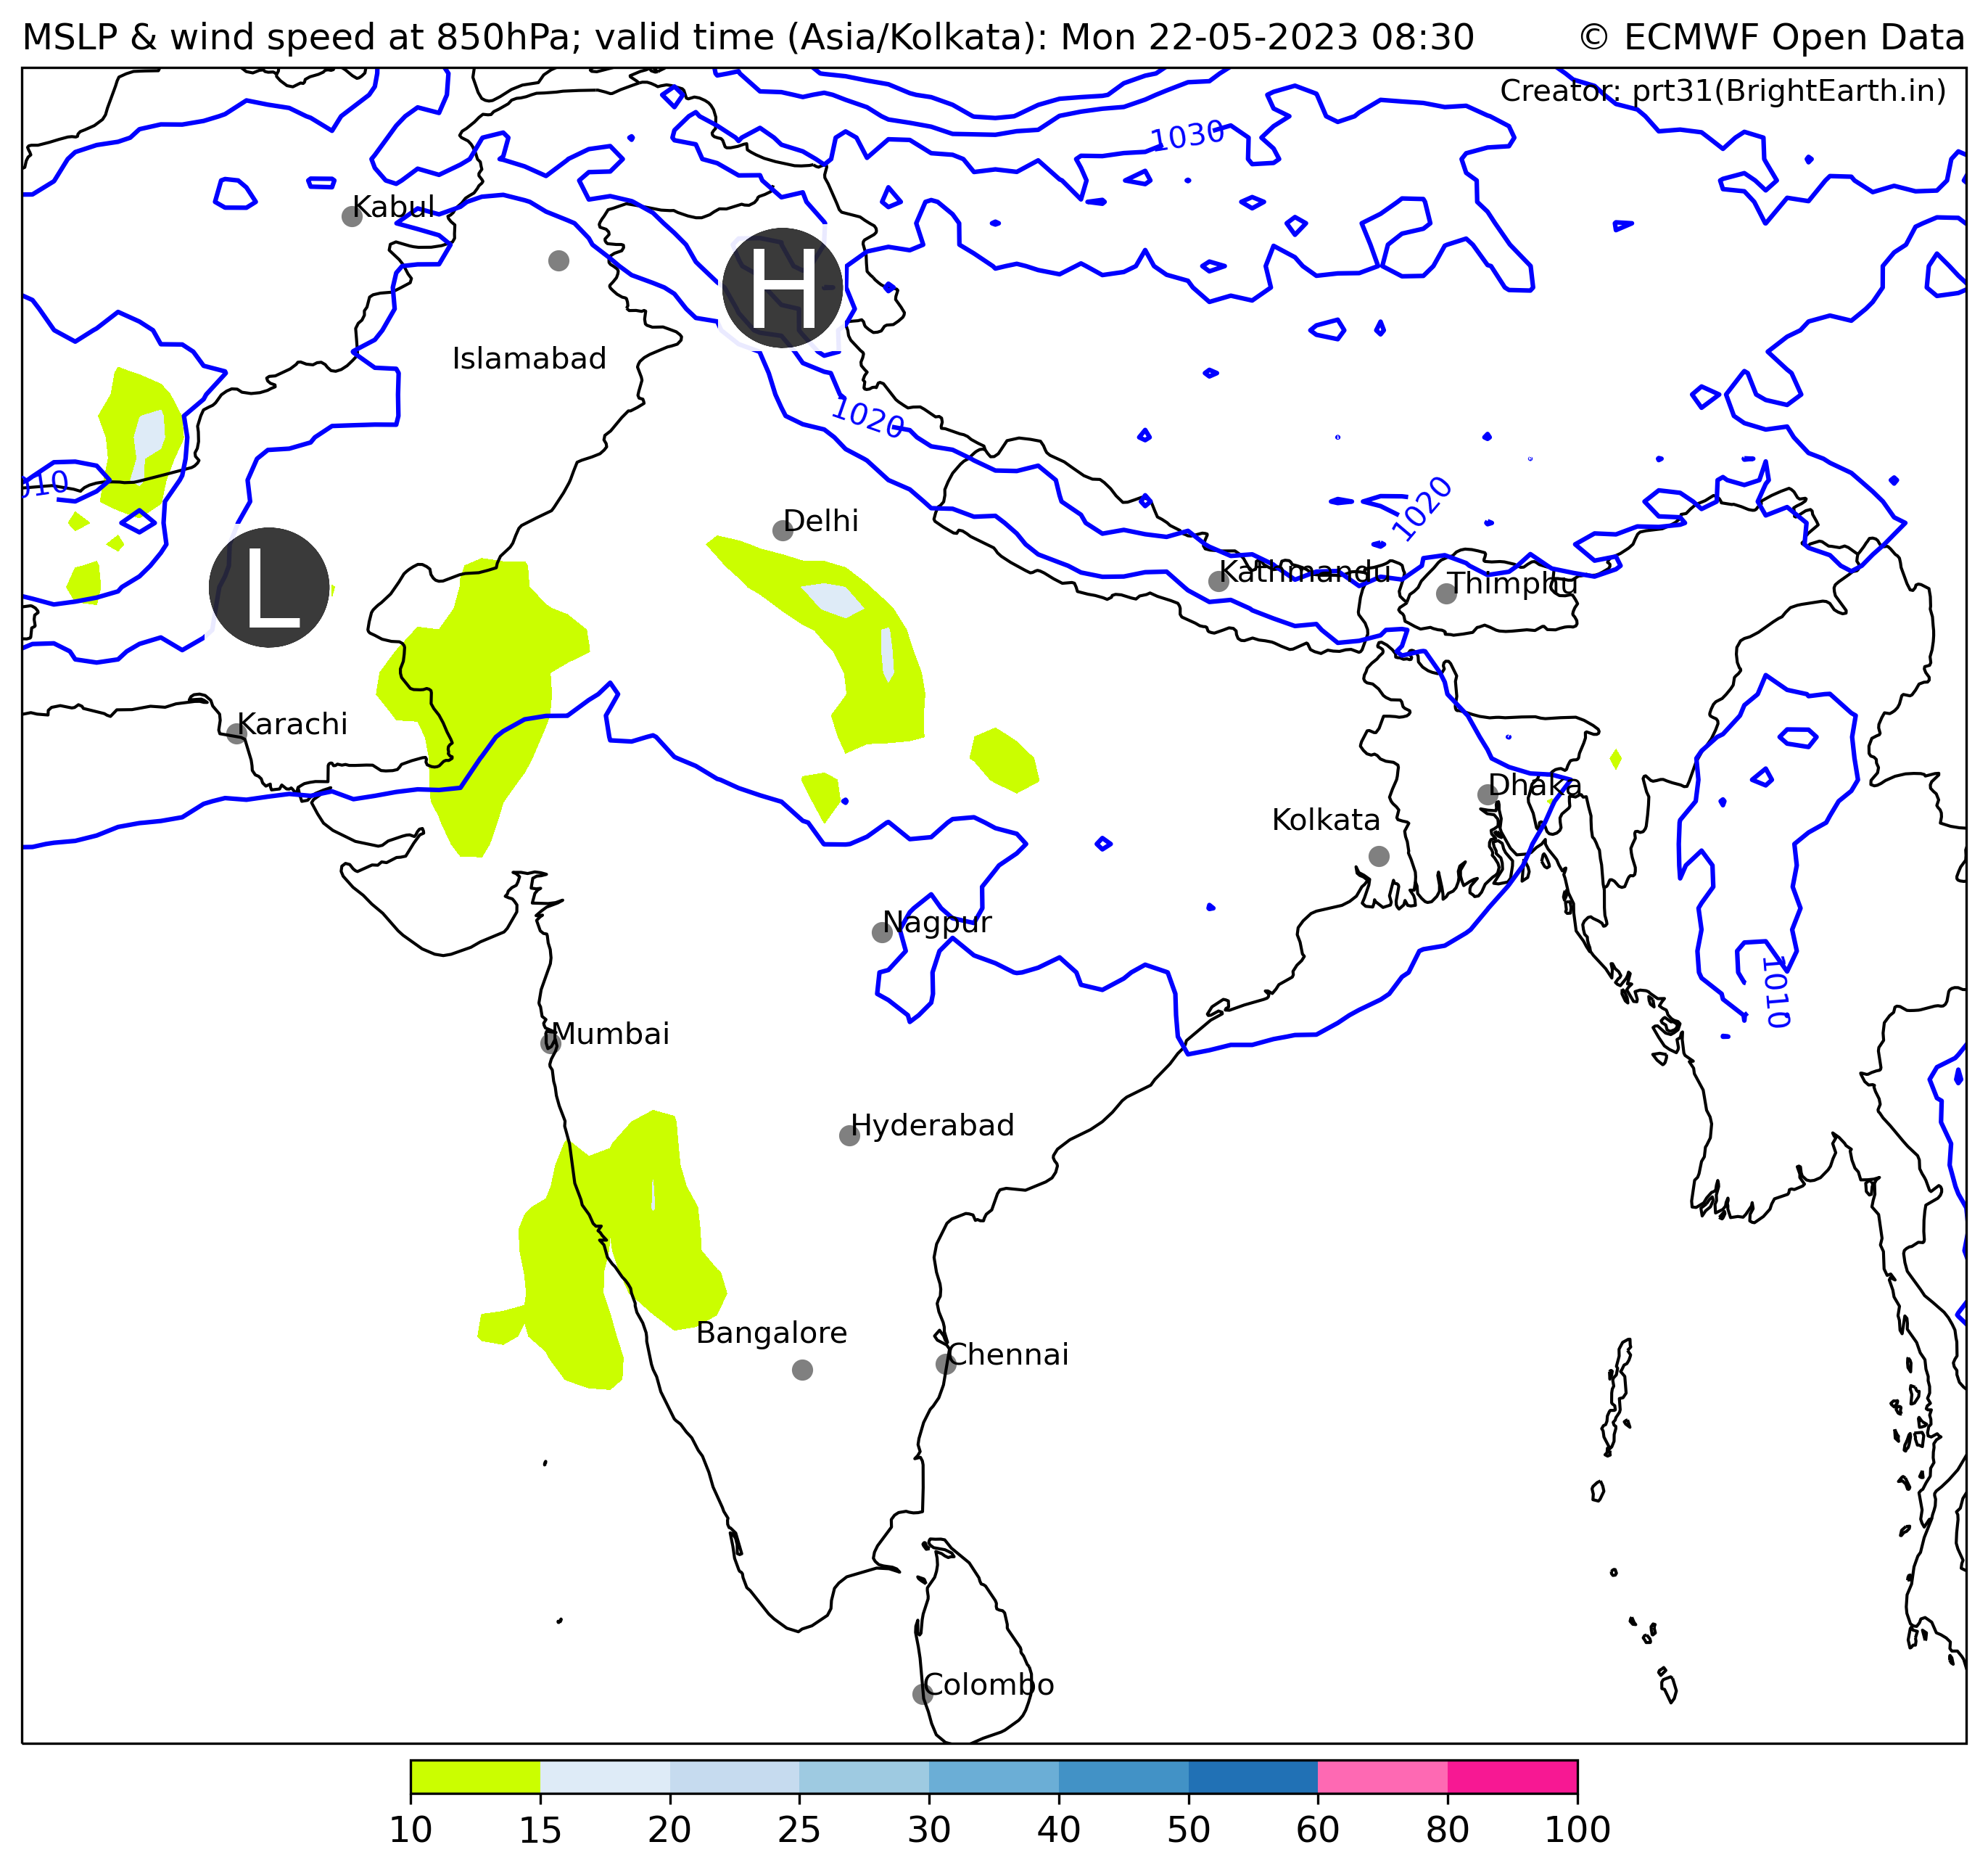 MSLP & wind speed at 850hPa; valid time (Asia/Kolkata): Mon 22-05-2023 08:30
© ECMWF Open Data
Creator: prt31(BrightEarth.in)
1030
Kabul
H
Islamabad
1020
1020
010
Delhi
L
Kathmandu
Thimphu
Karachi
Dhaka
Kolkata
Nagpur
1010
Mumbai
Hyderabad
Bangalore
Chennai
Colombo
10 15 20 25 30 40 50 60 80 100